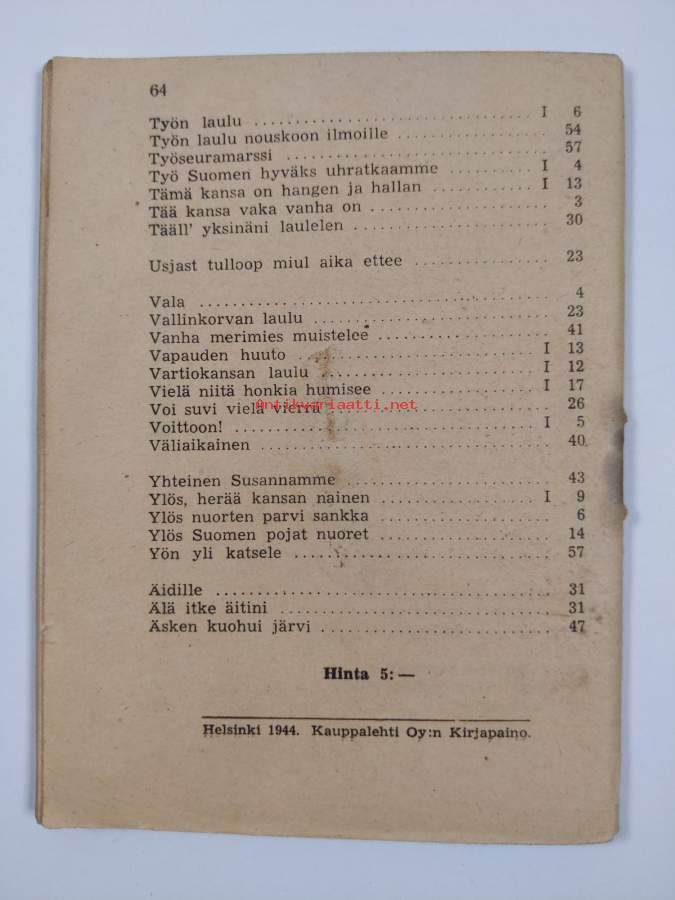 64
Työn laulu .......................... I 6
Työn laulu nouskoon ilmoille .............. 54
Työseuramarssi .......................... 57
Työ Suomen hyväks uhratkaamme .......... I 4
Tämä kansa on hangen ja hallan .......... I 13
Tää kansa vaka vanha on .................. 3
Tääll' yksinäni laulelen .................... 30
Usjast tulloop miul aika ettee .............. 23
Vala .................................... 4
Vallinkorvan laulu ........................ 23
Vanha merimies muistelee .................. 41
Vapauden huuto ........................ I 13
Vartiokansan laulu ...................... I 12
Vielä niitä honkia humisee ................ I 17
Voi suvi vielä vierrä ...................... 26
Antikvariaatti.net
Voittoon! .............................. I 5
Väliaikainen .............................. 40
Yhteinen Susannamme .................... 43
Ylös, herää kansan nainen ................ I 9
Ylös nuorten parvi sankka .................. 6
Ylös Suomen pojat nuoret .................. 14
Yön yli katsele ............................ 57
Äidille .................................. 31
Älä itke äitini ............................ 31
Äsken kuohui järvi ........................ 47
Hinta 5: —
Helsinki 1944. Kauppalehti Oy:n Kirjapaino.